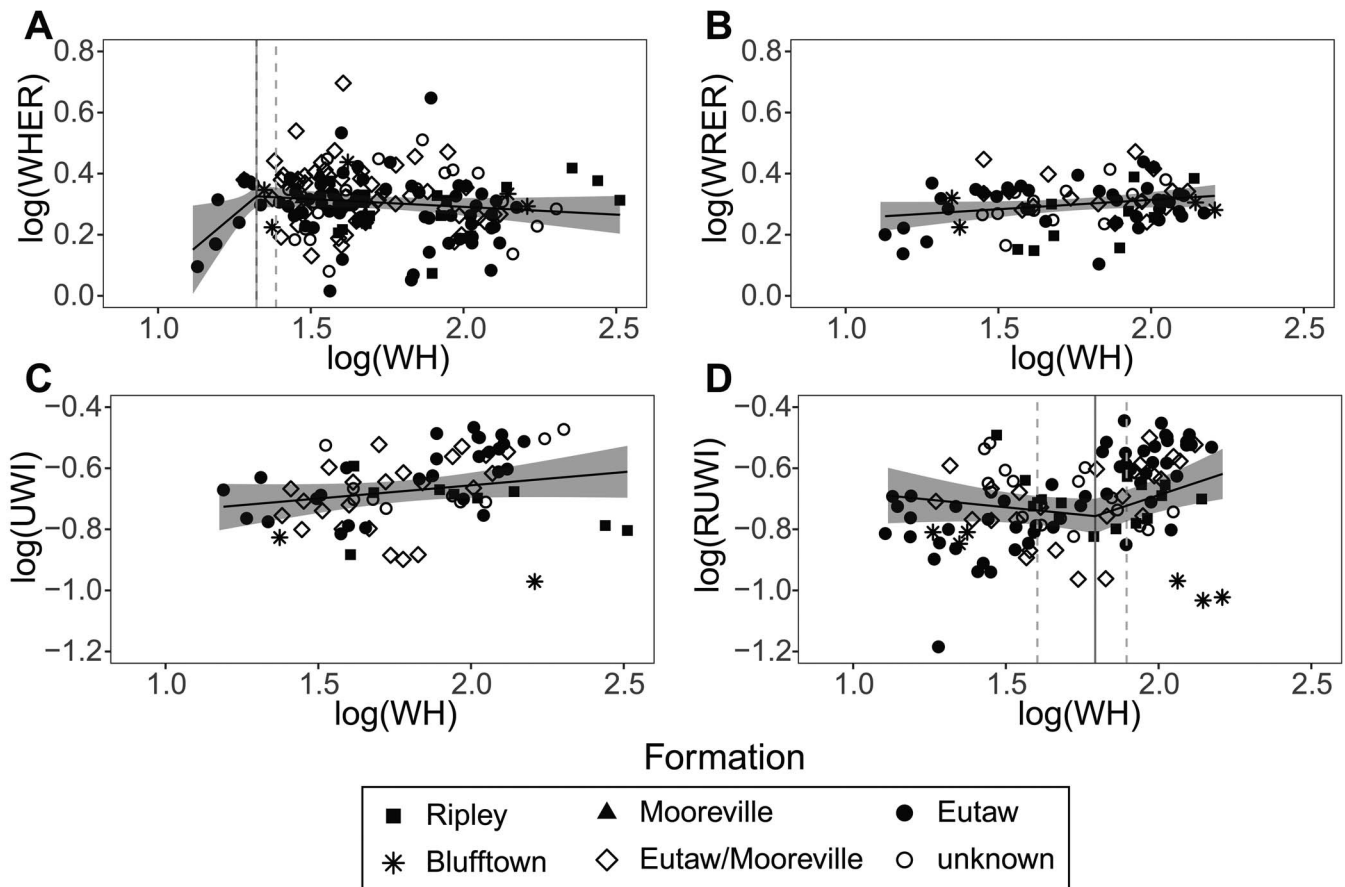 A
0.8
0.6
0.4
0.2
0.0
log(WHER)
1.0 1.5 2.0 2.5
log(WH)
B
0.8
0.6
0.4
0.2
0.0
log(WRER)
1.0 1.5 2.0 2.5
log(WH)
C
−0.4
−0.6
−0.8
−1.0
−1.2
log(UWI)
1.0 1.5 2.0 2.5
log(WH)
D
−0.4
−0.6
−0.8
−1.0
−1.2
log(RUWI)
1.0 1.5 2.0 2.5
log(WH)
Formation
Ripley Mooreville Eutaw
Blufftown Eutaw/Mooreville unknown